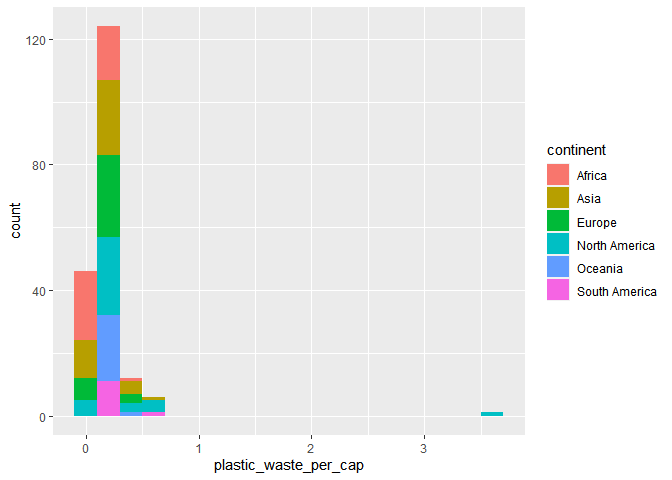 120
80
40
0
count
0 1 2 3
plastic_waste_per_cap
continent
Africa
Asia
Europe
North America
Oceania
South America